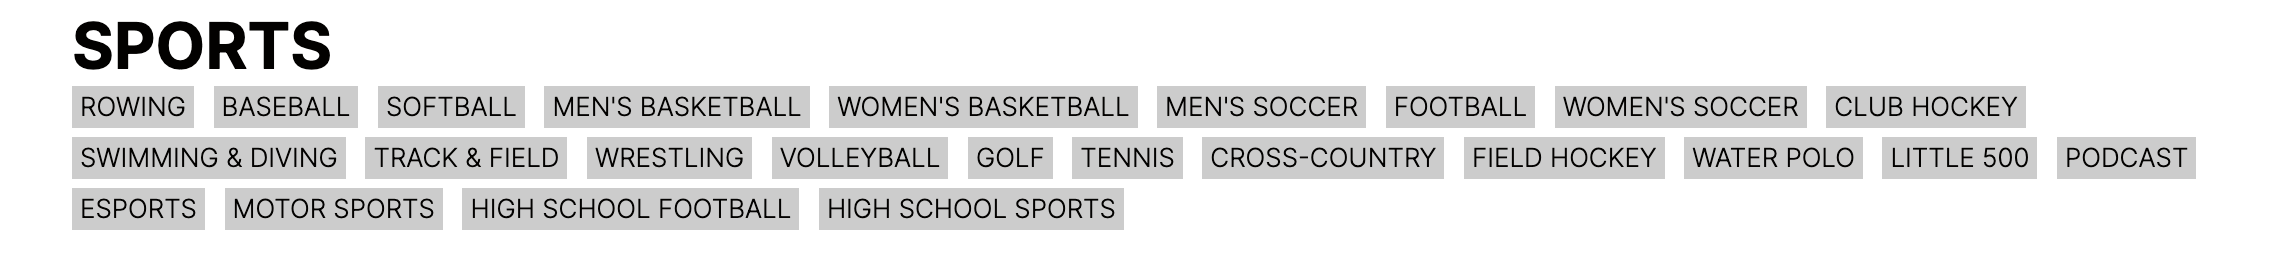 SPORTS
ROWING BASEBALL SOFTBALL MEN'S BASKETBALL WOMEN'S BASKETBALL MEN'S SOCCER FOOTBALL WOMEN'S SOCCER CLUB HOCKEY
SWIMMING & DIVING TRACK & FIELD WRESTLING VOLLEYBALL GOLF TENNIS CROSS-COUNTRY FIELD HOCKEY WATER POLO LITTLE 500 PODCAST
ESPORTS MOTOR SPORTS HIGH SCHOOL FOOTBALL HIGH SCHOOL SPORTS